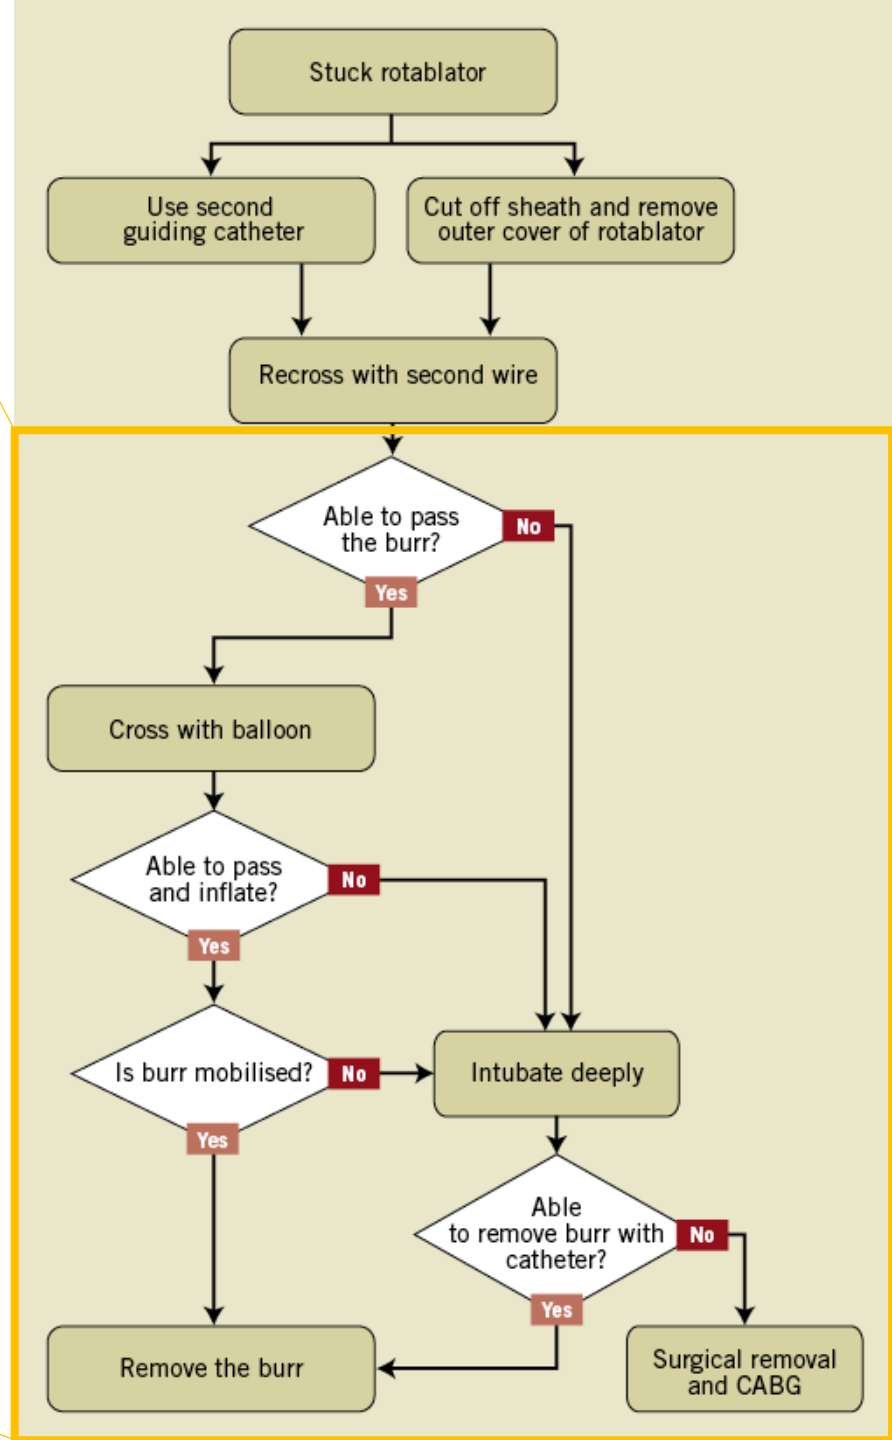 Stuck rotablator
Use second
guiding catheter
Cut off sheath and remove
outer cover of rotablator
Recross with second wire
Able to pass
the burr?
No
Yes
Cross with balloon
Able to pass
and inflate?
No
Yes
Is burr mobilised?
No
Intubate deeply
Yes
Able
to remove burr with
catheter?
No
Yes
Remove the burr
Surgical removal
and CABG